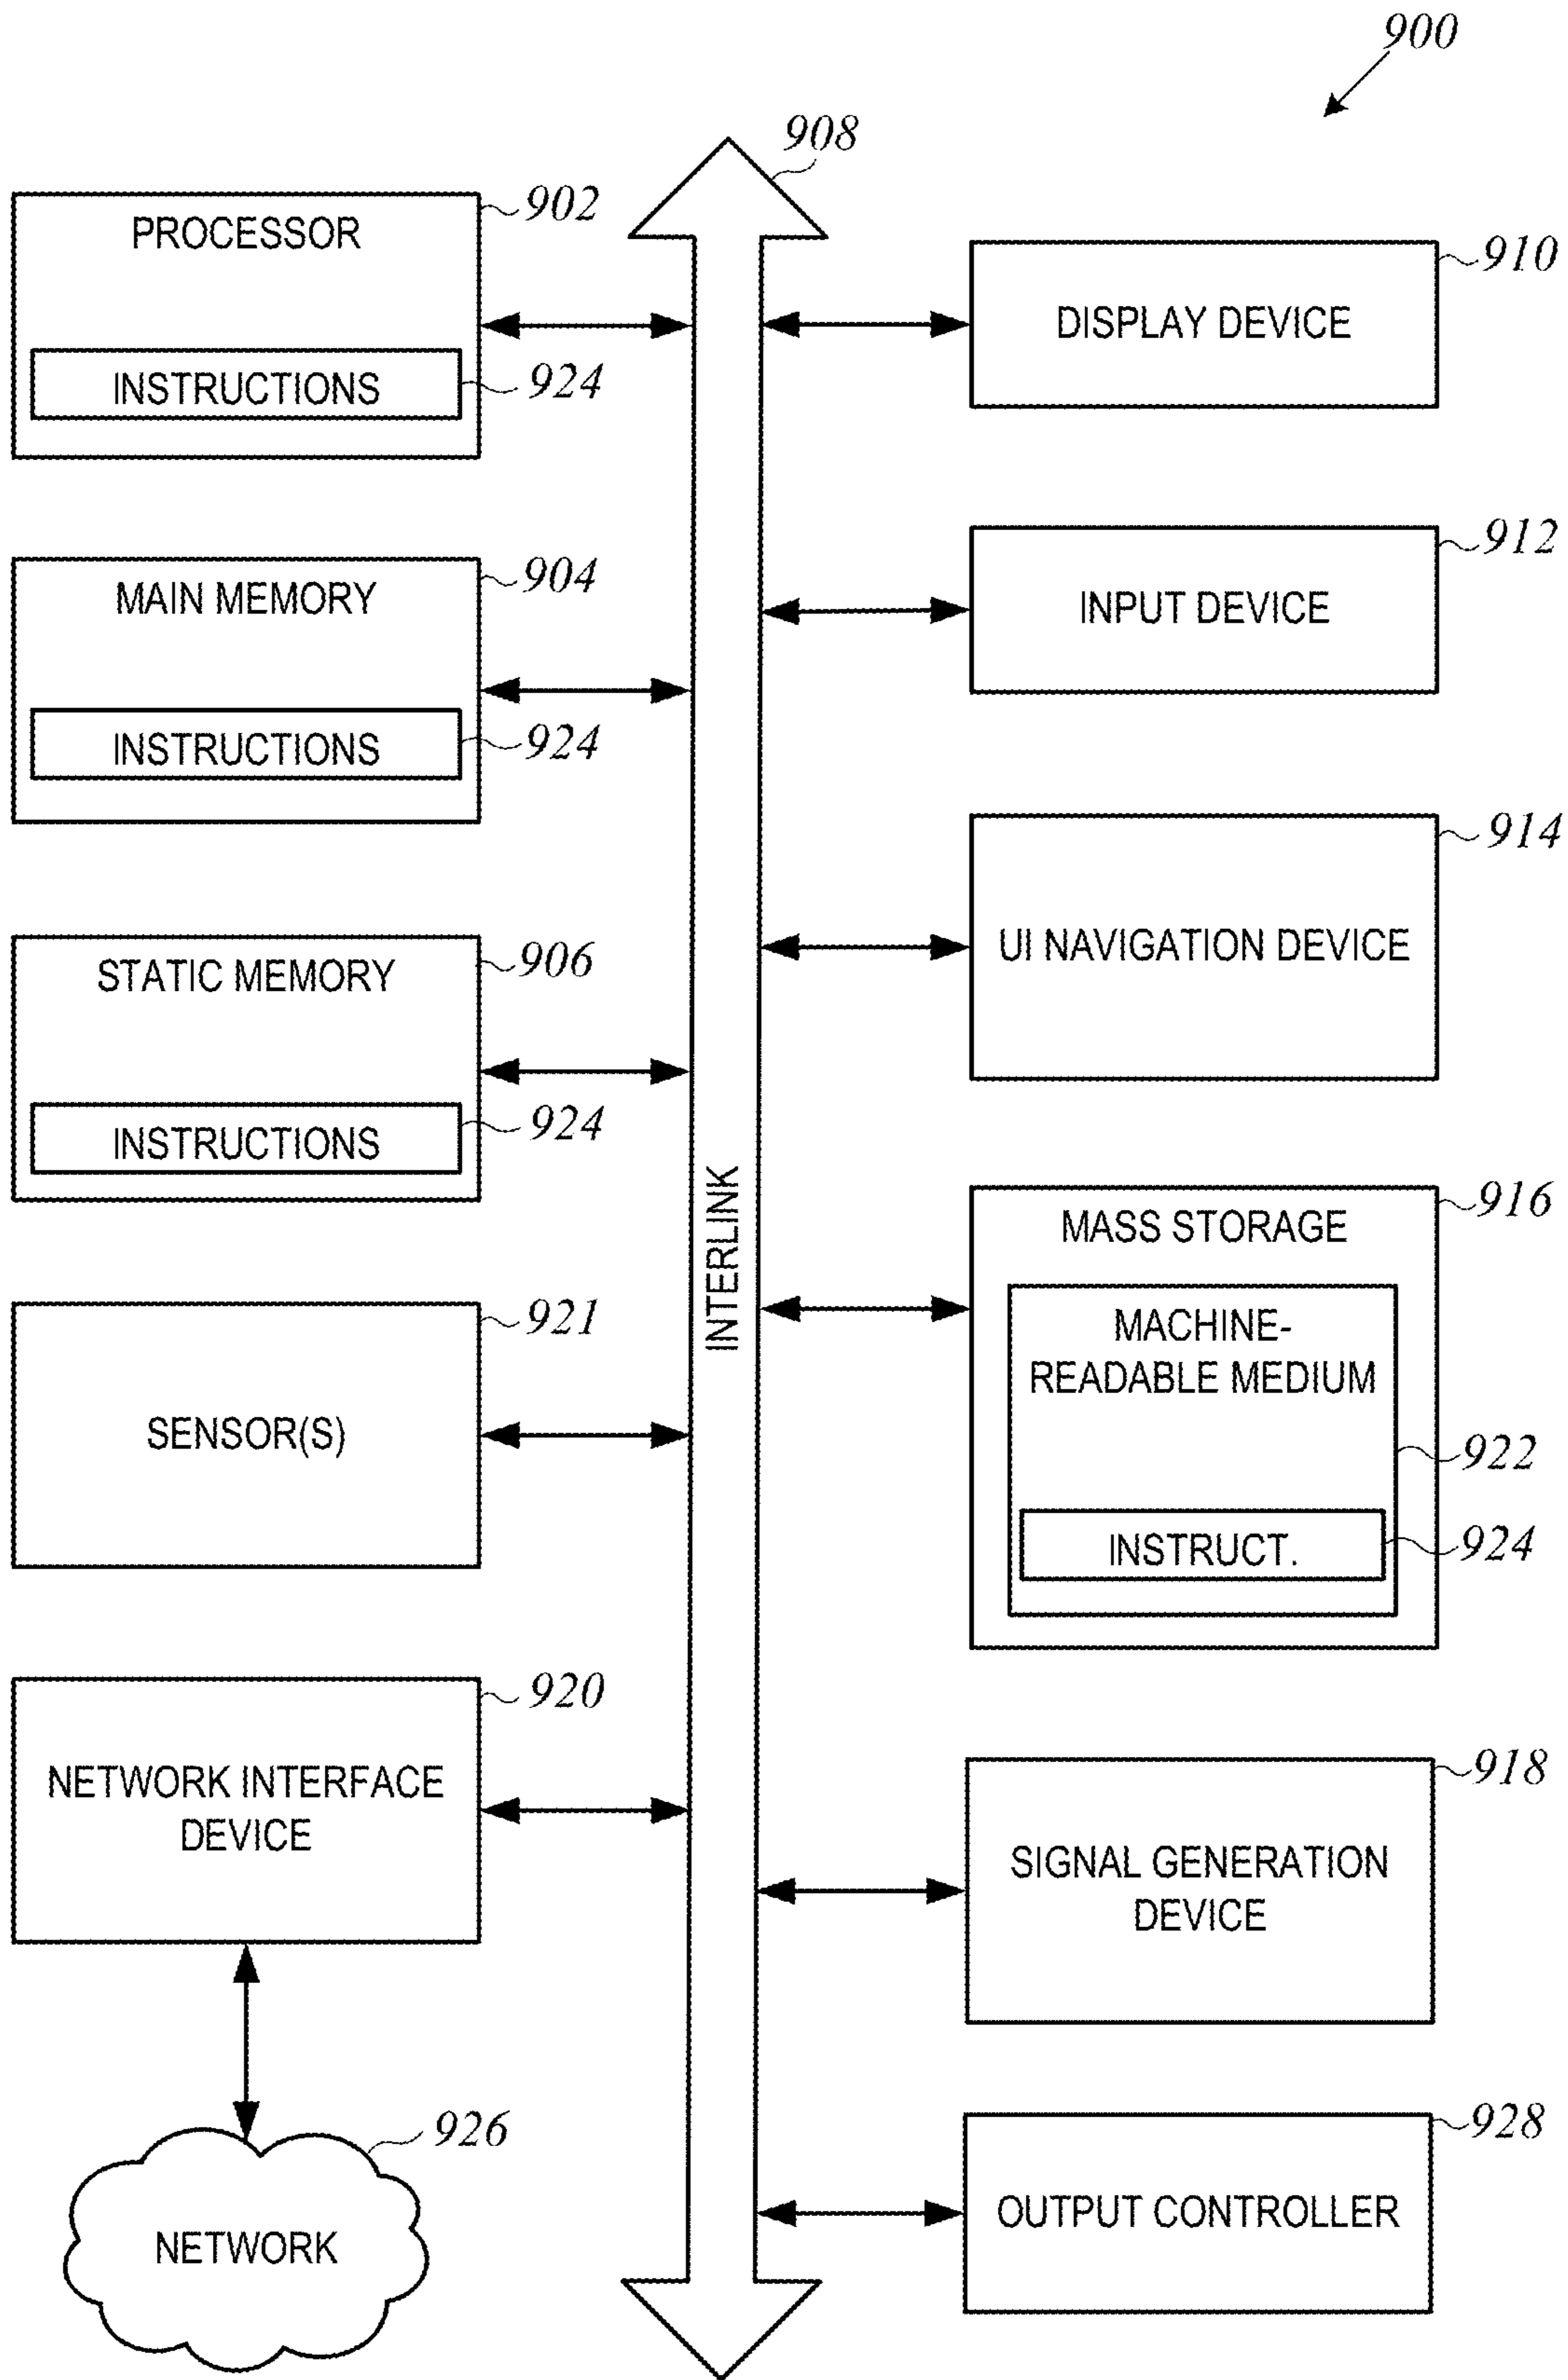 900
908
PROCESSOR
902
INSTRUCTIONS
924
MAIN MEMORY
904
INSTRUCTIONS
924
STATIC MEMORY
906
INSTRUCTIONS
924
SENSOR(S)
921
NETWORK INTERFACE
DEVICE
920
NETWORK
926
INTERLINK
DISPLAY DEVICE
910
INPUT DEVICE
912
UI NAVIGATION DEVICE
914
MASS STORAGE
916
MACHINE-
READABLE MEDIUM
922
INSTRUCT.
924
SIGNAL GENERATION
DEVICE
918
OUTPUT CONTROLLER
928